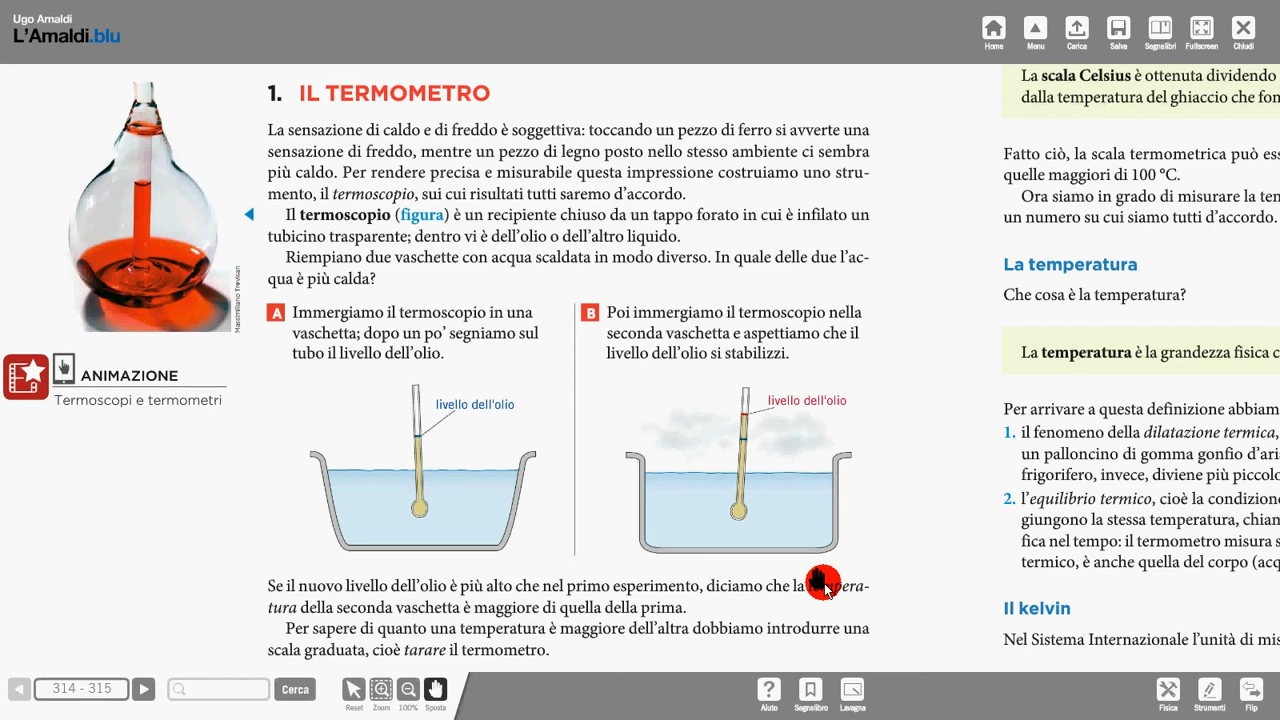 Ugo Amaldi
L'Amaldi.blu
Home
Menu
Carica
Salva
Segnalibri
Fullscreen
Chiudi
Massimiliano Trevisan
ANIMAZIONE
Termoscopi e termometri
1. IL TERMOMETRO
La sensazione di caldo e di freddo è soggettiva: toccando un pezzo di ferro si avverte una
sensazione di freddo, mentre un pezzo di legno posto nello stesso ambiente ci sembra
più caldo. Per rendere precisa e misurabile questa impressione costruiamo uno stru-
mento, il termoscopio, sui cui risultati tutti saremo d'accordo.
Il termoscopio (figura) è un recipiente chiuso da un tappo forato in cui è infilato un
tubicino trasparente; dentro vi è dell'olio o dell'altro liquido.
Riempiano due vaschette con acqua scaldata in modo diverso. In quale delle due l'ac-
qua è più calda?
A Immergiamo il termoscopio in una
vaschetta; dopo un po' segniamo sul
tubo il livello dell'olio.
livello dell'olio
B Poi immergiamo il termoscopio nella
seconda vaschetta e aspettiamo che il
livello dell'olio si stabilizzi.
livello dell'olio
Se il nuovo livello dell'olio è più alto che nel primo esperimento, diciamo che la tempera-
tura della seconda vaschetta è maggiore di quella della prima.
Per sapere di quanto una temperatura è maggiore dell'altra dobbiamo introdurre una
scala graduata, cioè tarare il termometro.
La scala Celsius è ottenuta dividendo
dalla temperatura del ghiaccio che fon
Fatto ciò, la scala termometrica può ess
quelle maggiori di 100 °C.
Ora siamo in grado di misurare la ten
un numero su cui siamo tutti d'accordo.
La temperatura
Che cosa è la temperatura?
La temperatura è la grandezza fisica c
Per arrivare a questa definizione abbiam
1. il fenomeno della dilatazione termica,
un palloncino di gomma gonfio d'aria
frigorifero, invece, diviene più piccolo
2. l'equilibrio termico, cioè la condizion
giungono la stessa temperatura, chian
fica nel tempo: il termometro misura s
termico, è anche quella del corpo (acq
Il kelvin
Nel Sistema Internazionale l'unità di mis
314 - 315
Cerca
Reset
Zoom
100%
Sposta
Aiuto
Segnalibro
Lavagna
Fisica
Strumenti
Flip